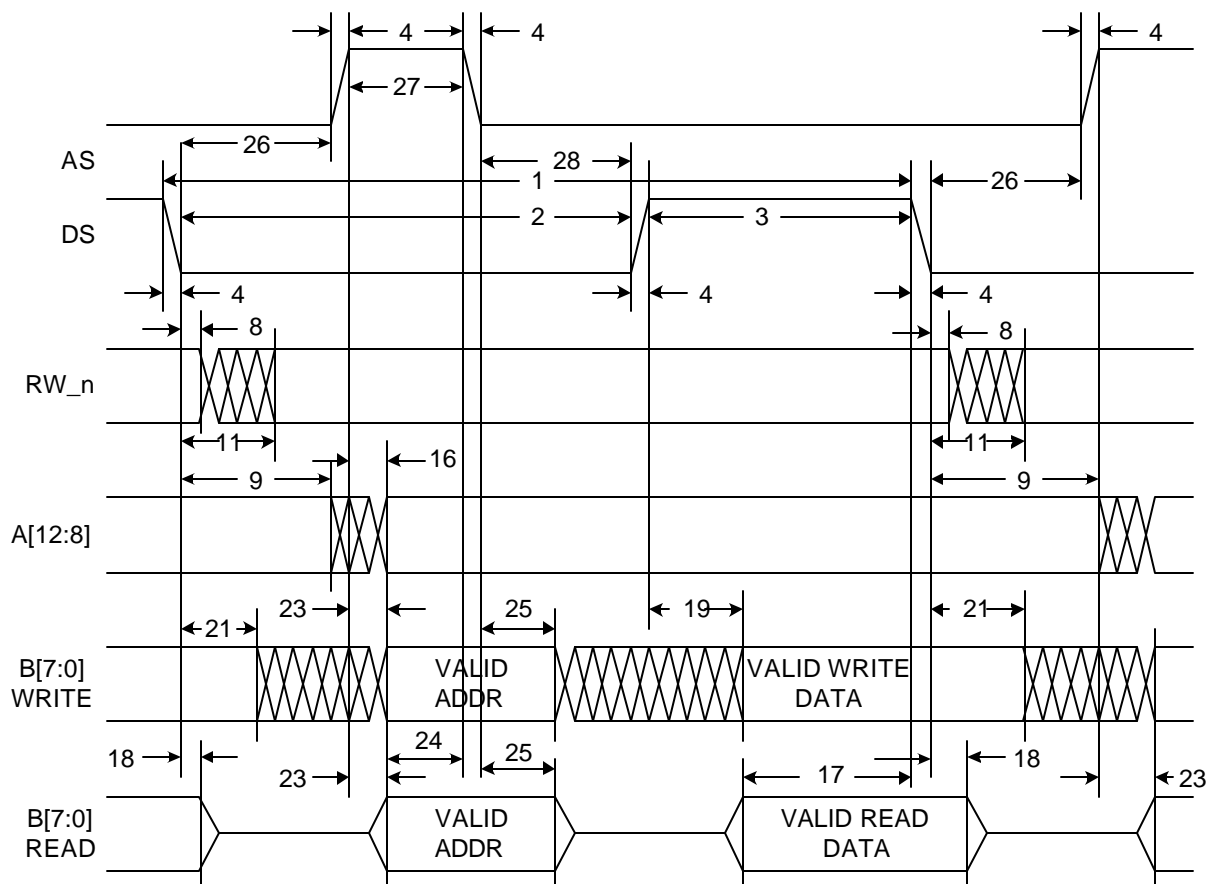 4 4 4
27
26
AS 28
1 26
2 3
DS
4 4 4
8 8
RW_n
11 11
16
9 9
A[12:8]
23 25 19 21
21
B[7:0] VALID VALID WRITE
WRITE ADDR DATA
18 24 25 18
23 17 23
B[7:0] VALID VALID READ
READ ADDR DATA